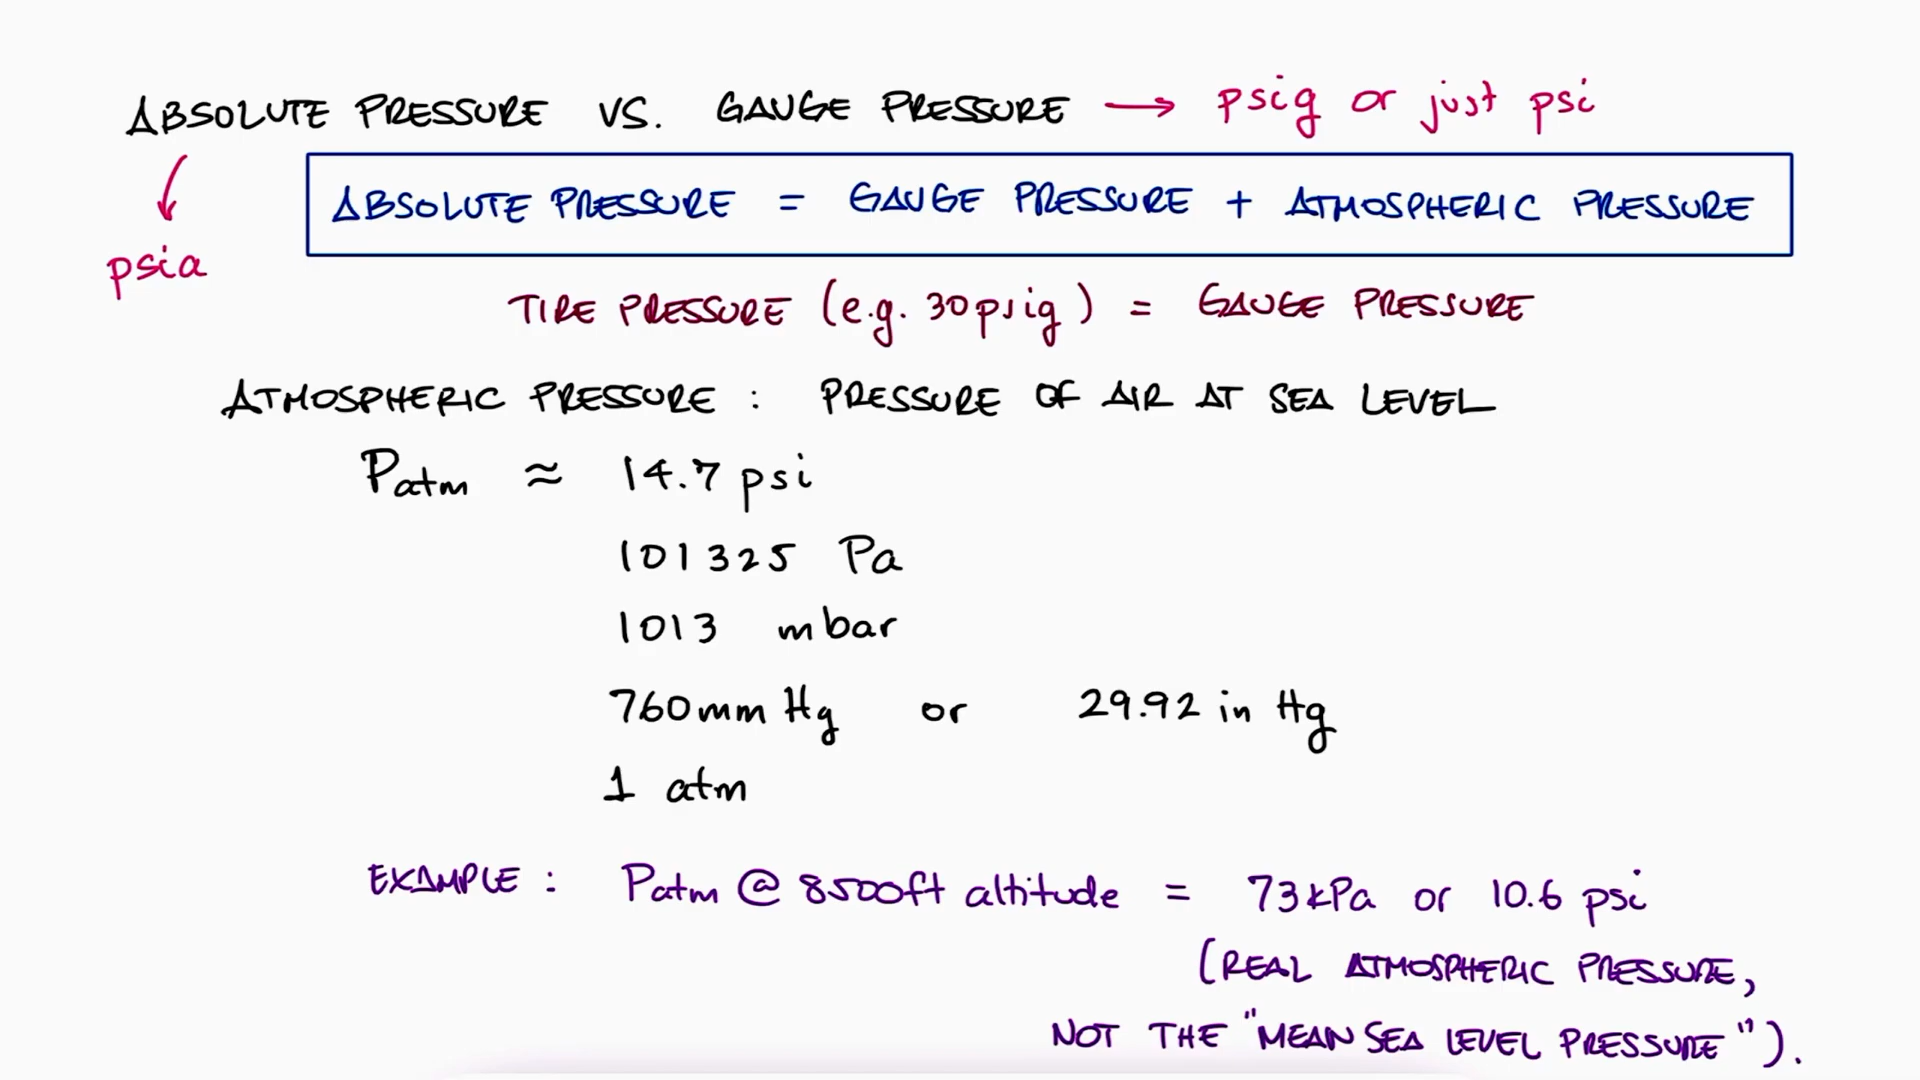 ABSOLUTE PRESSURE VS. GAUGE PRESSURE → psig or just psi
ABSOLUTE PRESSURE = GAUGE PRESSURE + ATMOSPHERIC PRESSURE
psia
TIRE PRESSURE (e.g. 30psig) = GAUGE PRESSURE
ATMOSPHERIC PRESSURE : PRESSURE OF AIR AT SEA LEVEL
Patm ≈ 14.7 psi
101325 Pa
1013 mbar
760mm Hg or 29.92 in Hg
1 atm
EXAMPLE : Patm @ 8500ft altitude = 73kPa or 10.6 psi
(REAL ATMOSPHERIC PRESSURE,
NOT THE "MEAN SEA LEVEL PRESSURE").